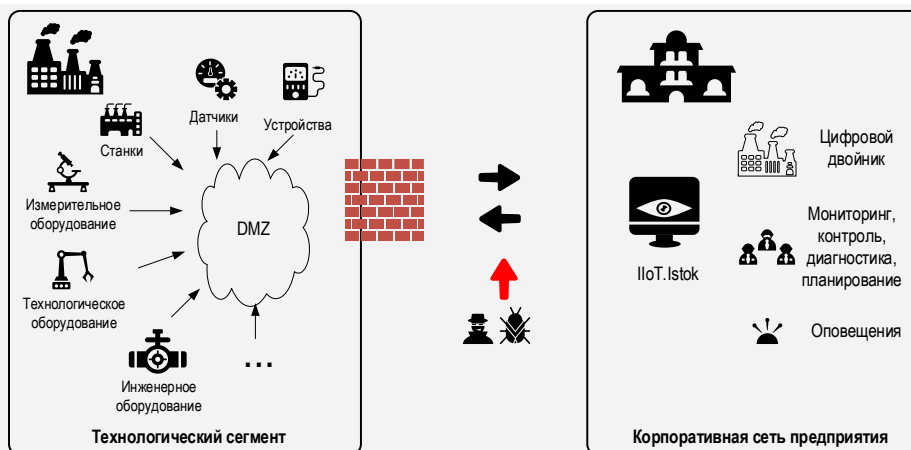 Датчики
Устройства
Станки
Измерительное
оборудование
DMZ
Технологическое
оборудование
Инженерное
оборудование
...
Технологический сегмент
Цифровой
двойник
IIoT.Istok
Мониторинг,
контроль,
диагностика,
планирование
Оповещения
Корпоративная сеть предприятия